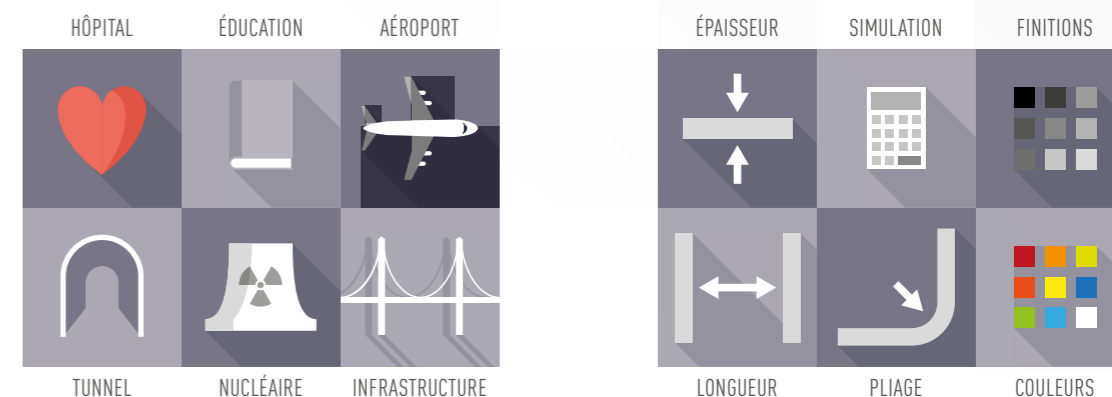 HÔPITAL ÉDUCATION AÉROPORT
TUNNEL NUCLÉAIRE INFRASTRUCTURE
ÉPAISSEUR SIMULATION FINITIONS
LONGUEUR PLIAGE COULEURS